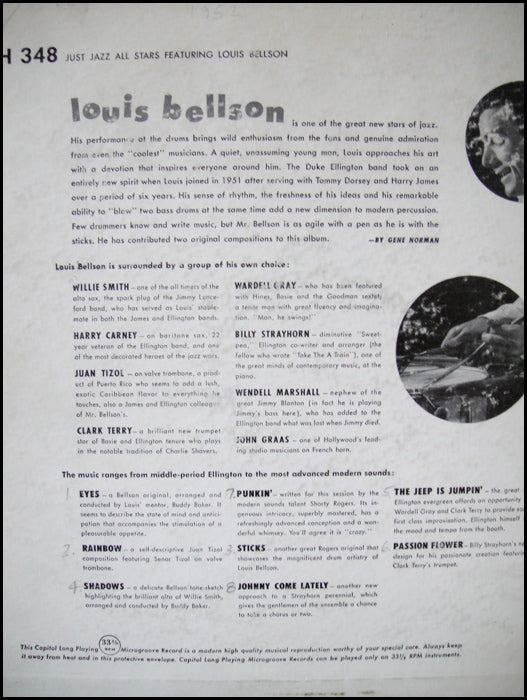 1952
H 348 JUST JAZZ ALL STARS FEATURING LOUIS BELLSON
louis bellson is one of the great new stars of jazz.
His performance at the drums brings wild enthusiasm from the fans and genuine admiration
from even the "coolest" musicians. A quiet, unassuming young man, Louis approaches his art
with a devotion that inspires everyone around him. The Duke Ellington band took on an
entirely new spirit when Louis joined in 1951 after serving with Tommy Dorsey and Harry James
over a period of six years. His sense of rhythm, the freshness of his ideas and his remarkable
ability to "blow" two bass drums at the same time add a new dimension to modern percussion.
Few drummers know and write music, but Mr. Bellson is as agile with a pen as he is with the
sticks. He has contributed two original compositions to this album. —BY GENE NORMAN
Louis Bellson is surrounded by a group of his own choice:
WILLIE SMITH – one of the all timers of the
alto sax, the spark plug of the Jimmy Lunce-
ford band, who has served as Louis' stable-
mate in both the James and Ellington bands.
HARRY CARNEY – on baritone sax, 22
year veteran of the Ellington band, and one
of the most decorated heroes of the jazz wars.
JUAN TIZOL – on valve trombone, a prod-
uct of Puerto Rico who seems to add a lush,
exotic Caribbean flavor to everything he
touches, also a James and Ellington colleague
of Mr. Bellson's.
CLARK TERRY – a brilliant new trumpet
star of Basie and Ellington tenure who plays
in the notable tradition of Charlie Shavers.
WARDELL GRAY – who has been featured
with Hines, Basie and the Goodman sextet;
a tenor man with great fluency and imagina-
tion. "Man, he swings!"
BILLY STRAYHORN – diminutive "Sweet-
pea," Ellington co-writer and arranger (the
fellow who wrote "Take The A Train"), one of
the great minds of contemporary music, at the
piano.
WENDELL MARSHALL – nephew of the
great Jimmy Blanton (in fact he is playing
Jimmy's bass here), who has added to the
Ellington band what was lost when Jimmy died.
JOHN GRAAS – one of Hollywood's lead-
ing studio musicians on French horn.
The music ranges from middle-period Ellington to the most advanced modern sounds:
1 EYES – a Bellson original, arranged and
conducted by Louis' mentor, Buddy Baker. It
seems to describe the state of mind and antici-
pation that accompanies the stimulation of a
pleasurable appetite.
2 RAINBOW – a self-descriptive Juan Tizol
composition featuring Senor Tizol on valve
trombone.
4 SHADOWS – a delicate Bellson tone sketch
highlighting the brilliant alto of Willie Smith,
arranged and conducted by Buddy Baker.
7. PUNKIN' – written for this session by the
modern sounds talent Shorty Rogers. Its in-
genuous intricacy, superbly mastered, has a
refreshingly advanced conception and a won-
derful whimsy. You'll agree it is "crazy."
3 STICKS – another great Rogers original that
showcases the magnificent drum artistry of
Louis Bellson.
8 JOHNNY COME LATELY – another new
approach to a Strayhorn perennial, which
gives the gentlemen of the ensemble a chance
to take a chorus or two.
5 THE JEEP IS JUMPIN' – the great
Ellington evergreen affords an opportunity
Wardell Gray and Clark Terry to provide so
first class improvisation. Ellington himself
the mood and tempo from the booth.
6 PASSION FLOWER – Billy Strayhorn's
design for his passionate creation featur
Clark Terry's trumpet.
This Capitol Long Playing 33⅓ RPM Microgroove Record is a modern high quality musical reproduction worthy of your special care. Always keep
it away from heat and in this protective envelope. Capitol Long Playing Microgroove Records can be played only on 33⅓ RPM instruments.